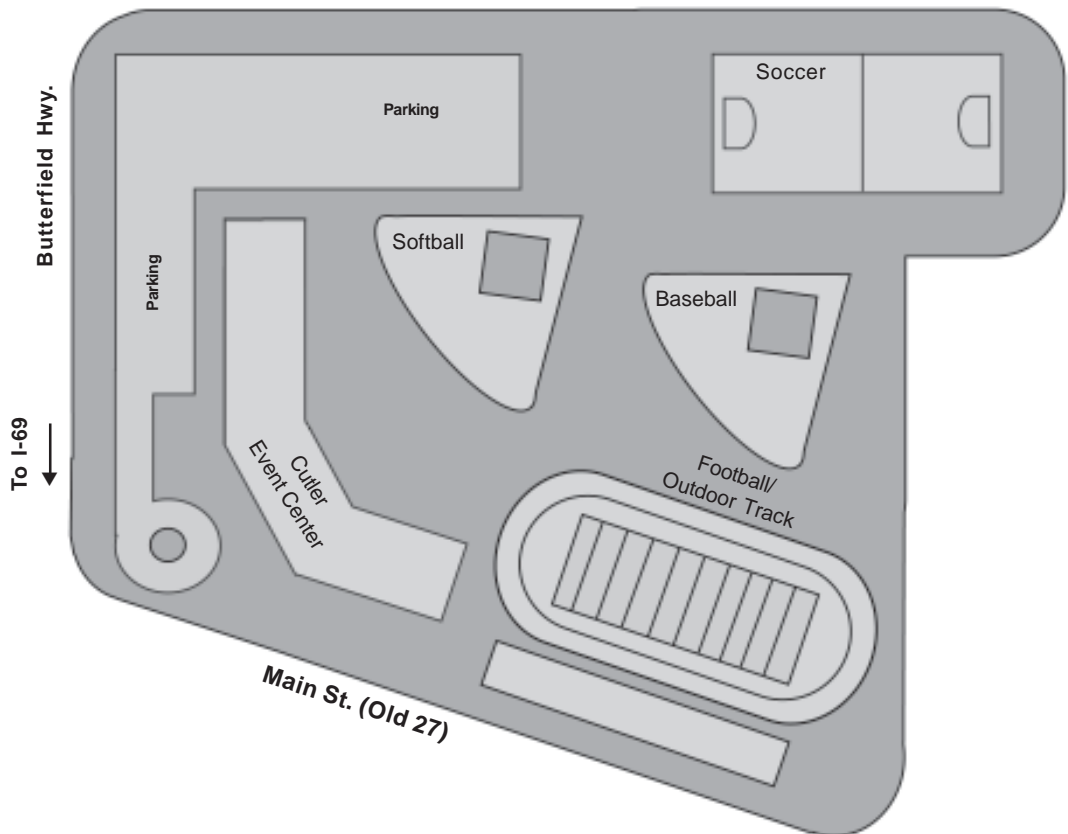 Soccer
Parking
Butterfield Hwy.
Softball
Parking
Baseball
To I-69
Cutler
Event Center
Football/
Outdoor Track
Main St. (Old 27)